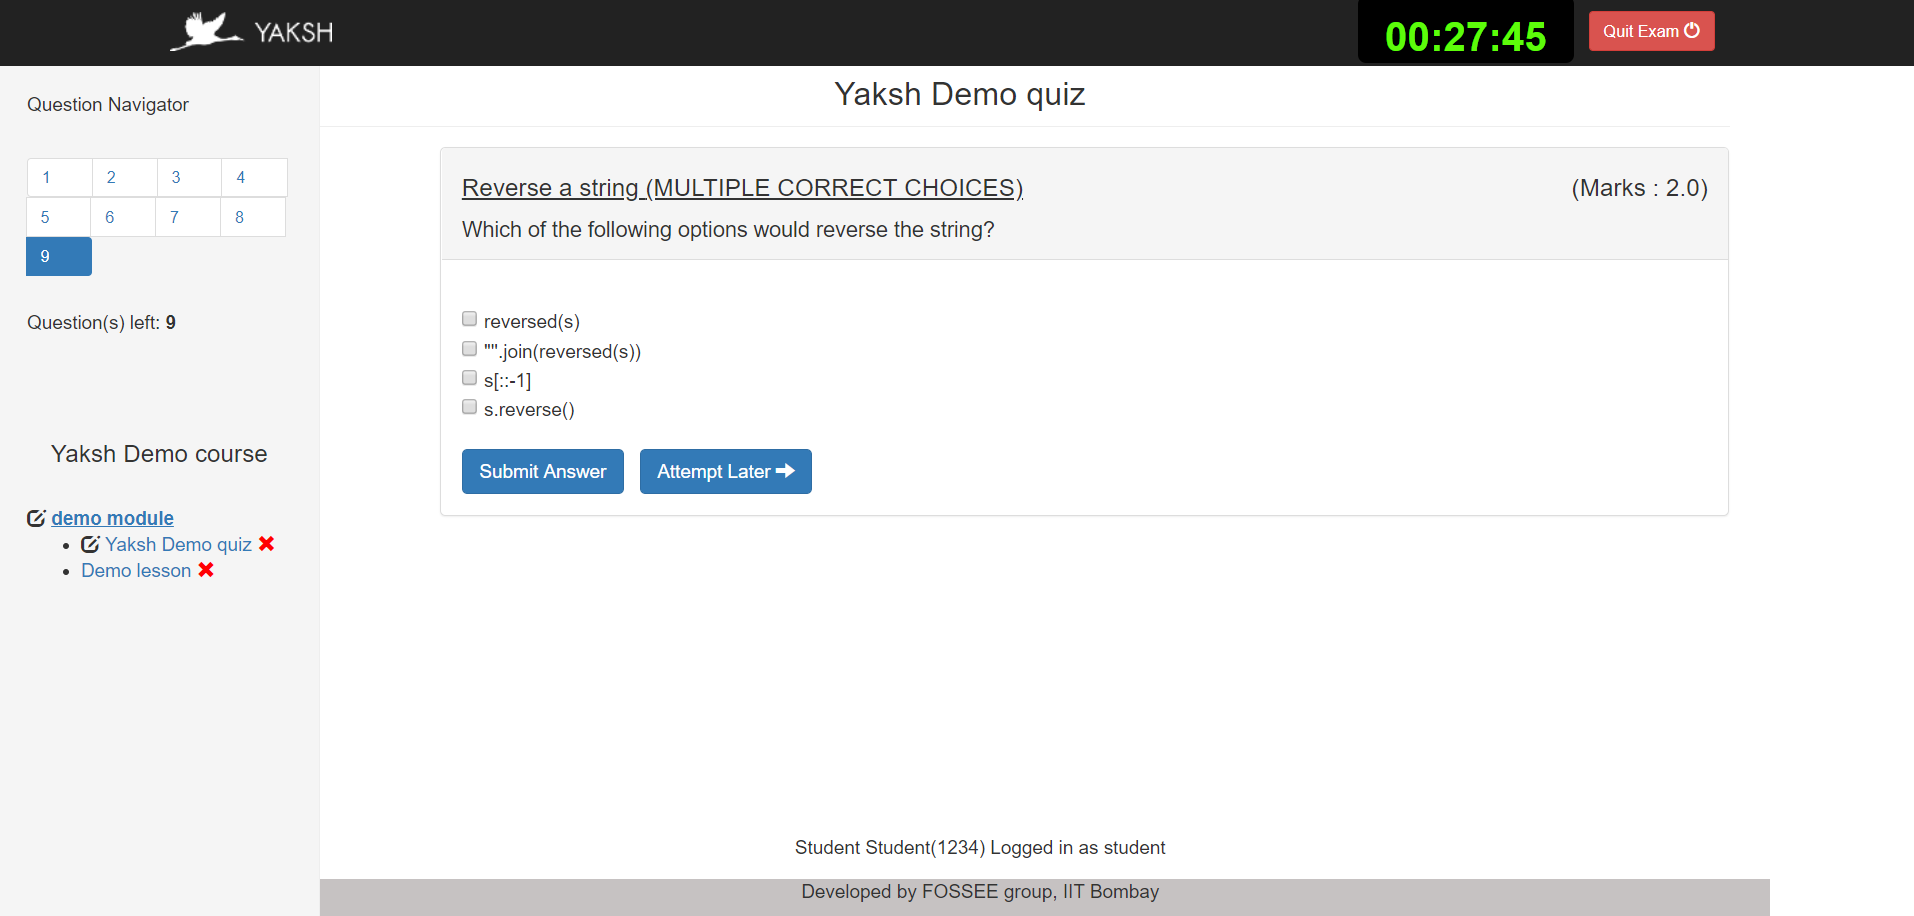 YAKSH
00:27:45
Quit Exam
Question Navigator
1 2 3 4
5 6 7 8
9
Question(s) left: 9
Yaksh Demo course
demo module
Yaksh Demo quiz
Demo lesson
Yaksh Demo quiz
Reverse a string (MULTIPLE CORRECT CHOICES) (Marks : 2.0)
Which of the following options would reverse the string?
reversed(s)
"".join(reversed(s))
s[::-1]
s.reverse()
Submit Answer Attempt Later
Student Student(1234) Logged in as student
Developed by FOSSEE group, IIT Bombay